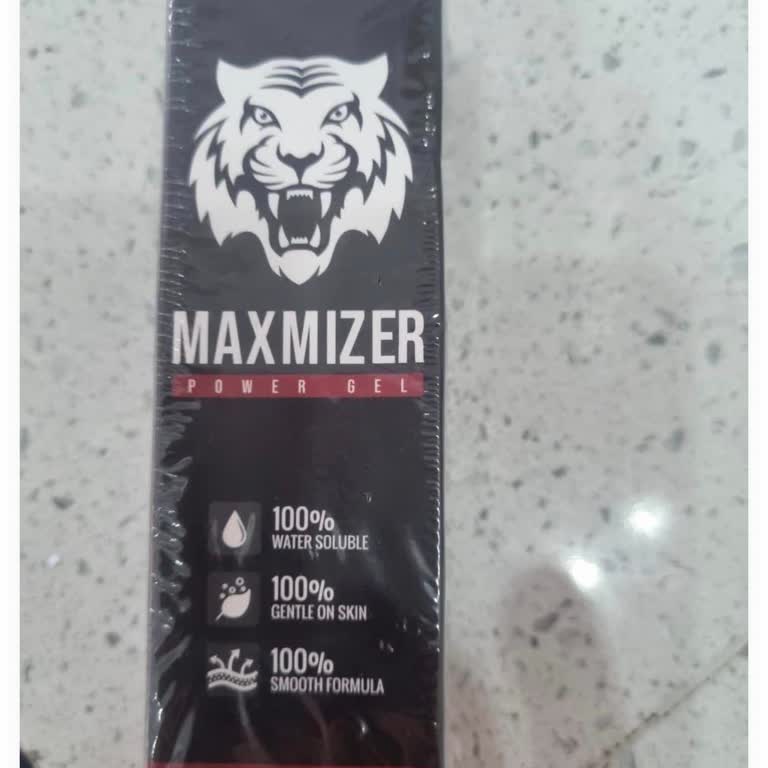 MAXMIZER
POWER GEL
100%
WATER SOLUBLE
100%
GENTLE ON SKIN
100%
SMOOTH FORMULA